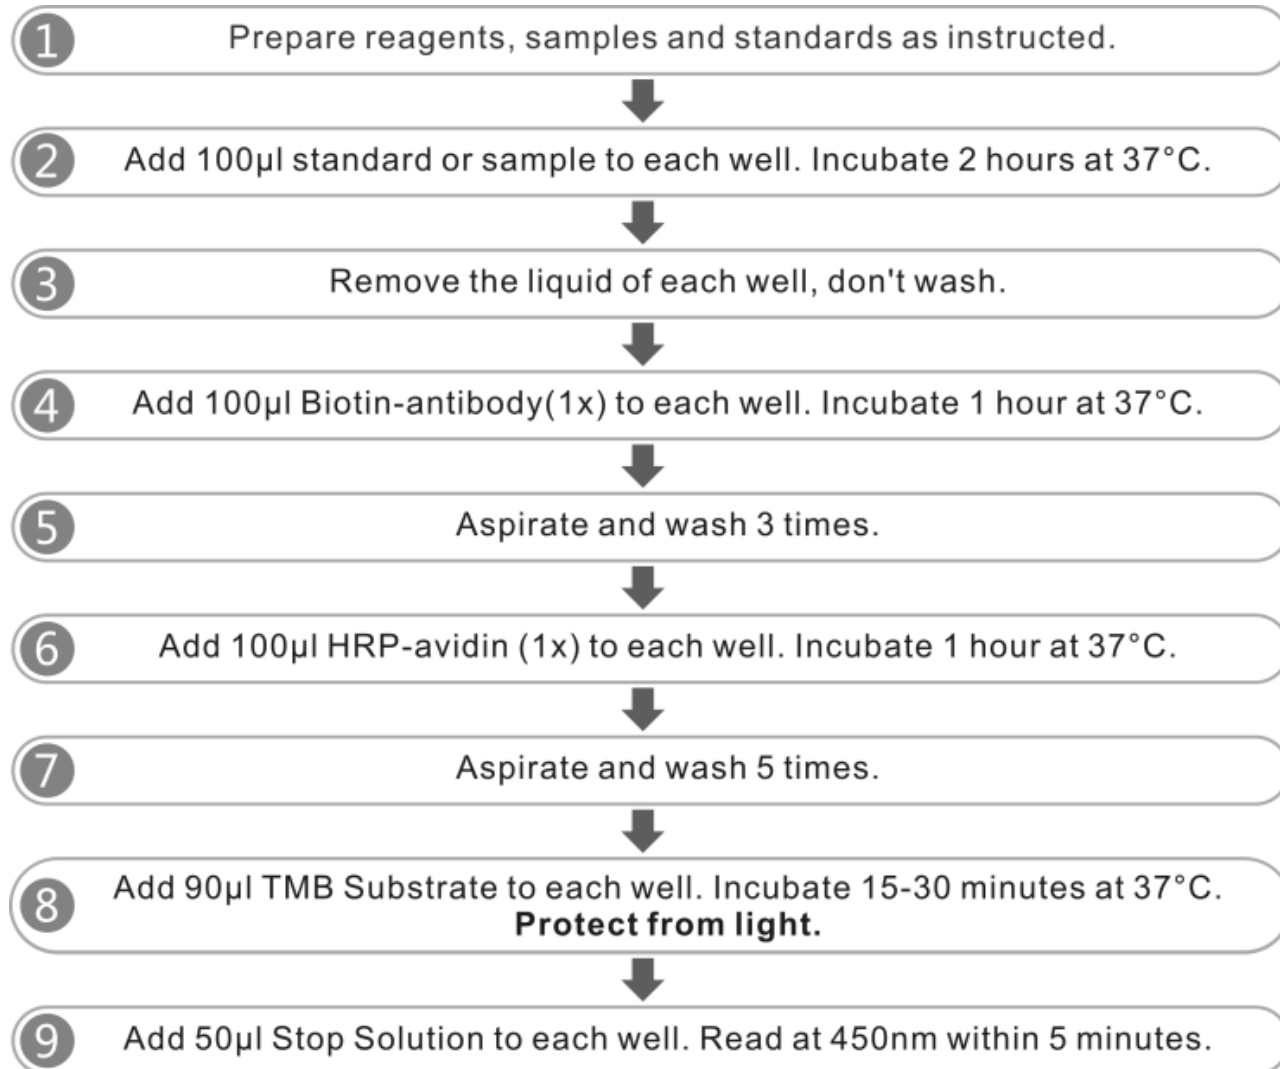 1 Prepare reagents, samples and standards as instructed.
2 Add 100μl standard or sample to each well. Incubate 2 hours at 37°C.
3 Remove the liquid of each well, don't wash.
4 Add 100μl Biotin-antibody(1x) to each well. Incubate 1 hour at 37°C.
5 Aspirate and wash 3 times.
6 Add 100μl HRP-avidin (1x) to each well. Incubate 1 hour at 37°C.
7 Aspirate and wash 5 times.
8 Add 90μl TMB Substrate to each well. Incubate 15-30 minutes at 37°C.
Protect from light.
9 Add 50μl Stop Solution to each well. Read at 450nm within 5 minutes.